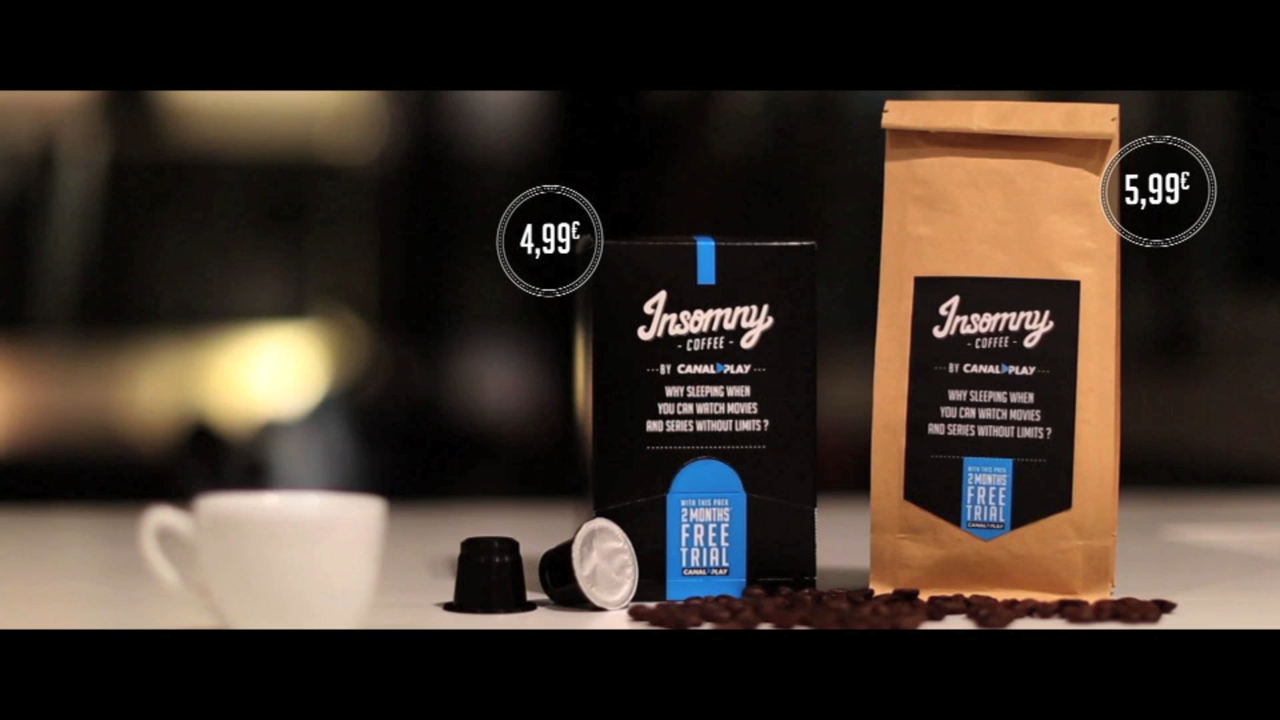 4,99€
5,99€
Insomny
- COFFEE -
BY CANAL PLAY
WHY SLEEPING WHEN
YOU CAN WATCH MOVIES
AND SERIES WITHOUT LIMITS ?
WITH THIS PACK
2 MONTHS*
FREE
TRIAL
CANAL PLAY
Insomny
- COFFEE -
BY CANAL PLAY
WHY SLEEPING WHEN
YOU CAN WATCH MOVIES
AND SERIES WITHOUT LIMITS ?
WITH THIS PACK
2 MONTHS*
FREE
TRIAL
CANAL PLAY